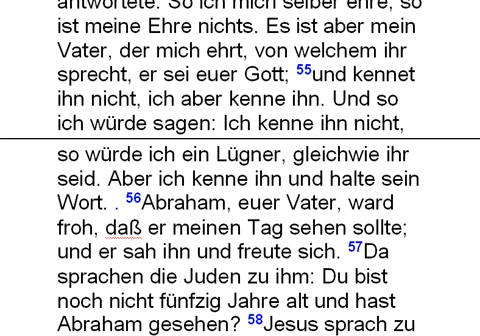 antwortete: So ich mich selber ehre, so
ist meine Ehre nichts. Es ist aber mein
Vater, der mich ehrt, von welchem ihr
sprecht, er sei euer Gott; 55und kennet
ihn nicht, ich aber kenne ihn. Und so
ich würde sagen: Ich kenne ihn nicht,
so würde ich ein Lügner, gleichwie ihr
seid. Aber ich kenne ihn und halte sein
Wort. . 56Abraham, euer Vater, ward
froh, daß er meinen Tag sehen sollte;
und er sah ihn und freute sich. 57Da
sprachen die Juden zu ihm: Du bist
noch nicht fünfzig Jahre alt und hast
Abraham gesehen? 58Jesus sprach zu